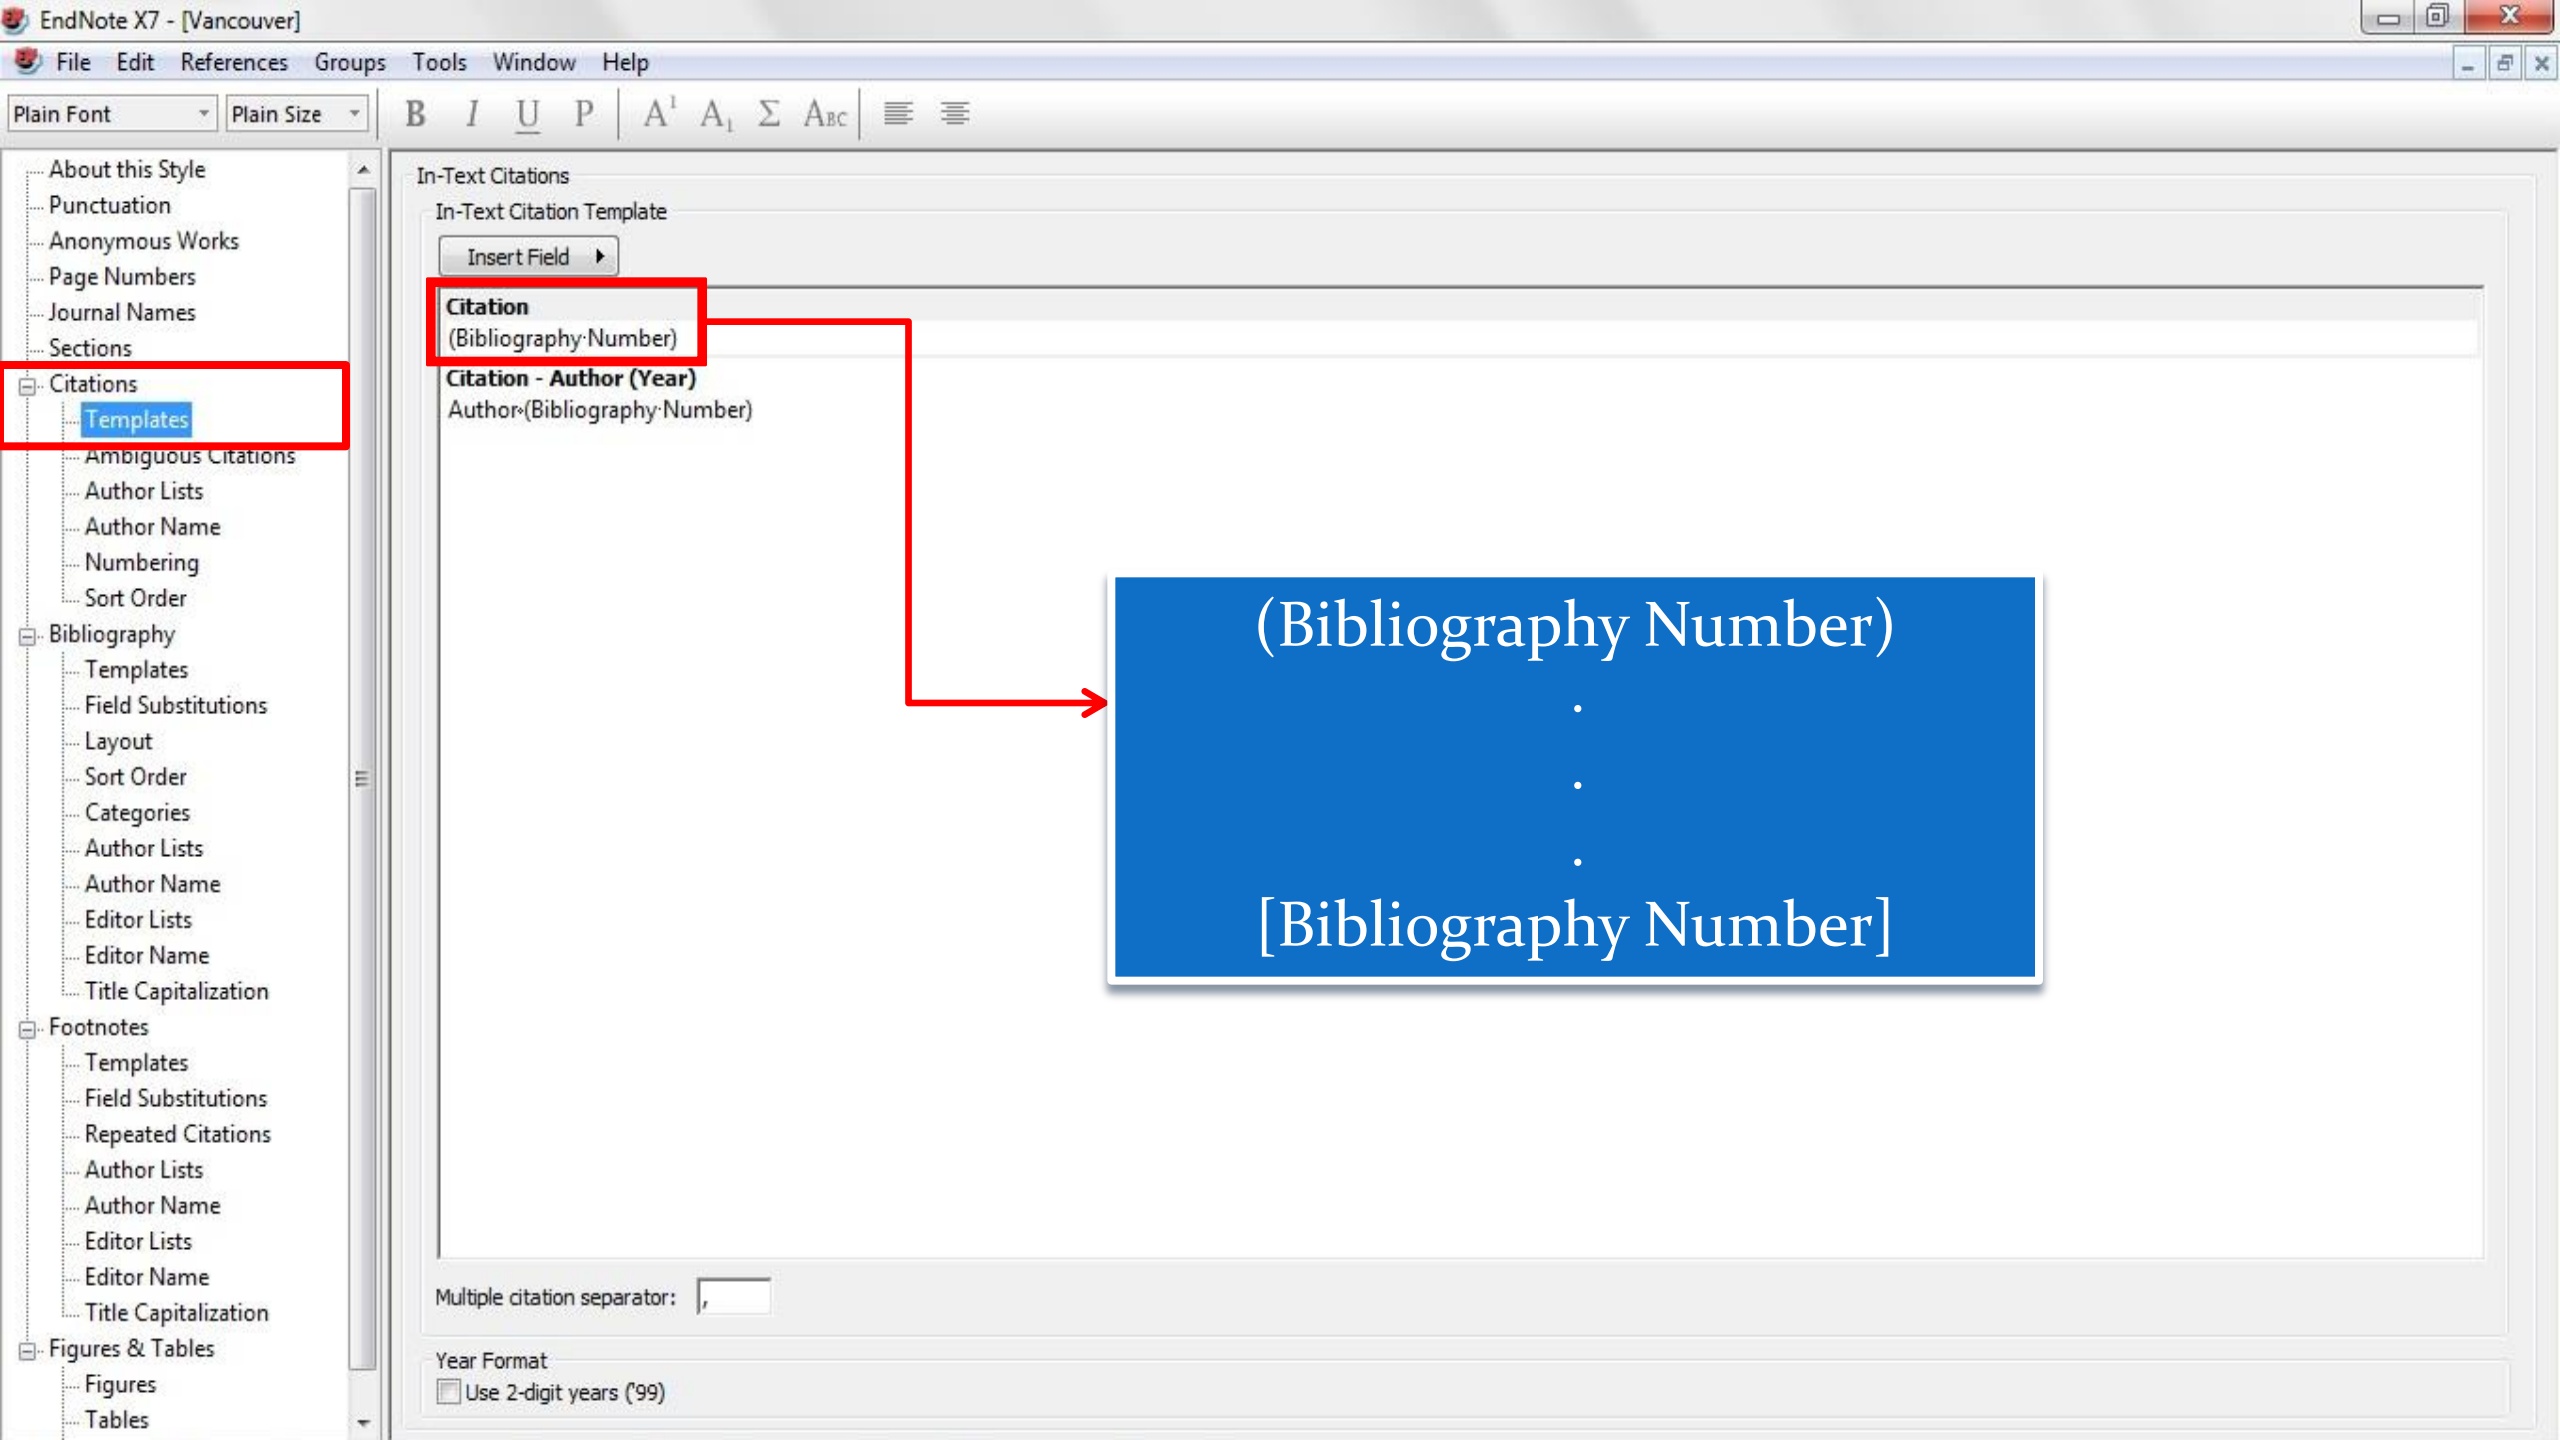 EndNote X7 - [Vancouver]
File Edit References Groups Tools Window Help
Plain Font Plain Size B I U P A¹ A₁ Σ ABC
About this Style
Punctuation
Anonymous Works
Page Numbers
Journal Names
Sections
Citations
Templates
Ambiguous Citations
Author Lists
Author Name
Numbering
Sort Order
Bibliography
Templates
Field Substitutions
Layout
Sort Order
Categories
Author Lists
Author Name
Editor Lists
Editor Name
Title Capitalization
Footnotes
Templates
Field Substitutions
Repeated Citations
Author Lists
Author Name
Editor Lists
Editor Name
Title Capitalization
Figures & Tables
Figures
Tables
In-Text Citations
In-Text Citation Template
Insert Field
Citation
(Bibliography·Number)
Citation - Author (Year)
Author·(Bibliography·Number)
(Bibliography Number)
.
.
.
[Bibliography Number]
Multiple citation separator: ,
Year Format
Use 2-digit years ('99)